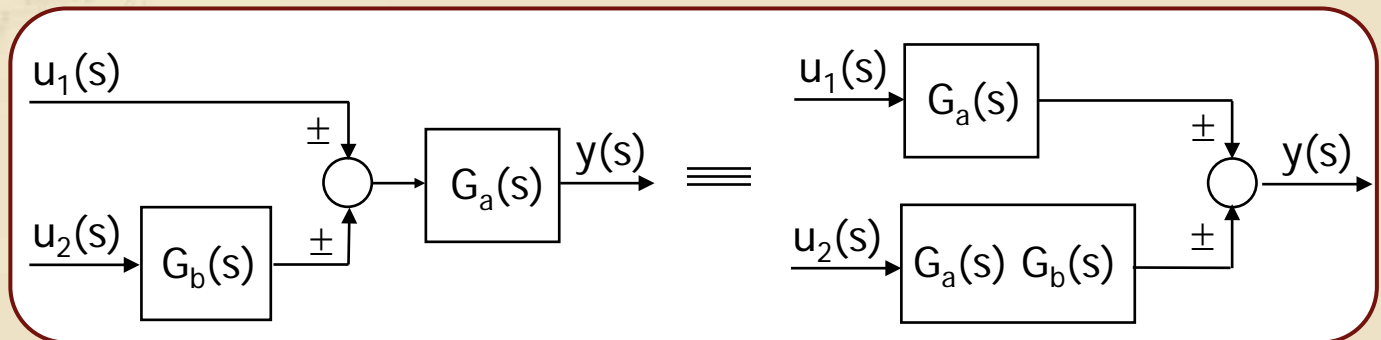 u₁(s)
±
u₂(s)
G_b(s)
±
G_a(s)
y(s)
≡
u₁(s)
G_a(s)
±
u₂(s)
G_a(s) G_b(s)
±
y(s)